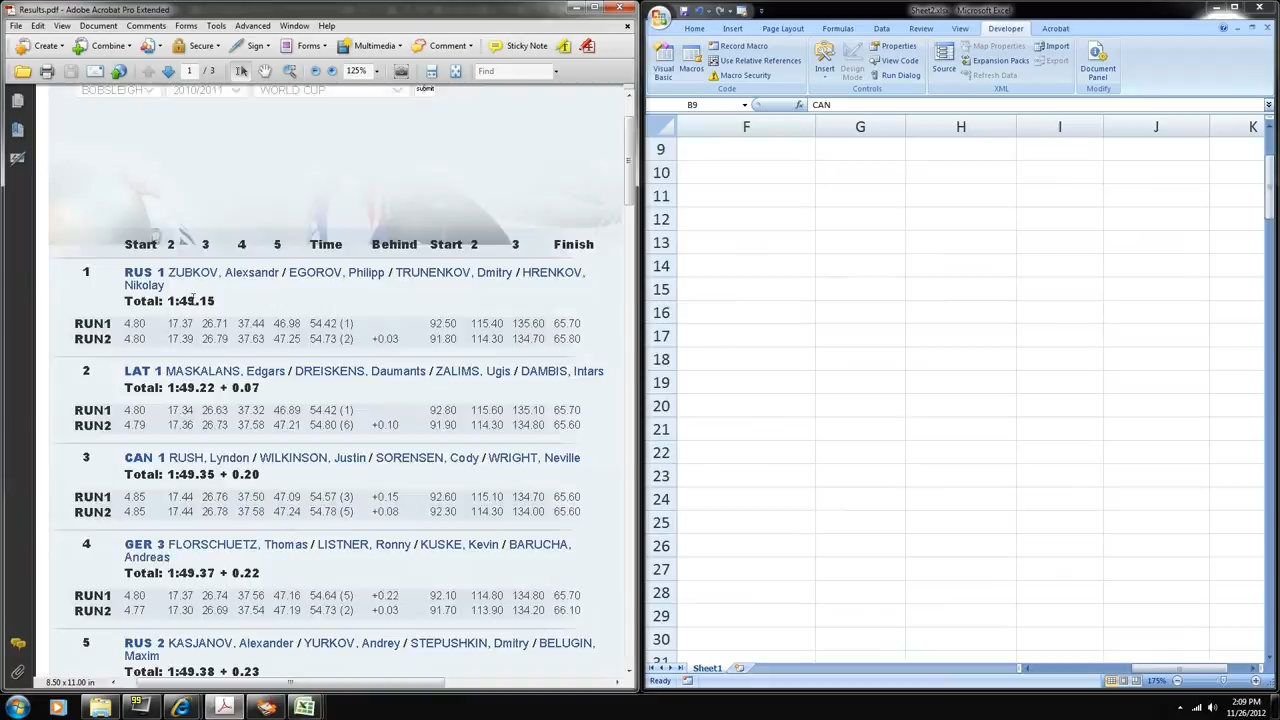 Results.pdf - Adobe Acrobat Pro Extended
File Edit View Document Comments Forms Tools Advanced Window Help
Create Combine Secure Sign Forms Multimedia Comment Sticky Note
1 125% Find
BOBSLEIGH 2010/2011 WORLD CUP submit
Start 2 3 4 5 Time Behind Start 2 3 Finish
1 RUS 1 ZUBKOV, Alexsandr / EGOROV, Philipp / TRUNENKOV, Dmitry / HRENKOV,
Nikolay
Total: 1:49.15
RUN1 4.80 17.37 26.71 37.44 46.98 54.42 (1) 92.50 115.40 135.60 65.70
RUN2 4.80 17.39 26.79 37.63 47.25 54.73 (2) +0.03 91.80 114.30 134.70 65.80
2 LAT 1 MASKALANS, Edgars / DREISKENS, Daumants / ZALIMS, Ugis / DAMBIS, Intars
Total: 1:49.22 + 0.07
RUN1 4.80 17.34 26.63 37.32 46.89 54.42 (1) 92.80 115.60 135.10 65.70
RUN2 4.79 17.36 26.73 37.58 47.21 54.80 (6) +0.10 91.90 114.30 134.80 65.60
3 CAN 1 RUSH, Lyndon / WILKINSON, Justin / SORENSEN, Cody / WRIGHT, Neville
Total: 1:49.35 + 0.20
RUN1 4.85 17.44 26.76 37.50 47.09 54.57 (3) +0.15 92.60 115.10 134.70 65.60
RUN2 4.85 17.44 26.78 37.58 47.24 54.78 (5) +0.08 92.30 114.30 134.00 65.60
4 GER 3 FLORSCHUETZ, Thomas / LISTNER, Ronny / KUSKE, Kevin / BARUCHA,
Andreas
Total: 1:49.37 + 0.22
RUN1 4.80 17.37 26.74 37.56 47.16 54.64 (5) +0.22 92.10 114.80 134.80 65.70
RUN2 4.77 17.30 26.69 37.54 47.19 54.73 (2) +0.03 91.70 113.90 134.20 66.10
5 RUS 2 KASJANOV, Alexander / YURKOV, Andrey / STEPUSHKIN, Dmitry / BELUGIN,
Maxim
Total: 1:49.38 + 0.23
8.50 x 11.00 in
Sheet2.xlsx - Microsoft Excel
Home Insert Page Layout Formulas Data Review View Developer Acrobat
Visual Basic Macros Record Macro Use Relative References Macro Security
Code
Insert Design Mode Properties View Code Run Dialog
Controls
Source Map Properties Expansion Packs Refresh Data Import Export
XML
Document Panel
Modify
B9 fx CAN
F G H I J K
9
10
11
12
13
14
15
16
17
18
19
20
21
22
23
24
25
26
27
28
29
30
31
Sheet1
Ready 175%
2:09 PM
11/26/2012